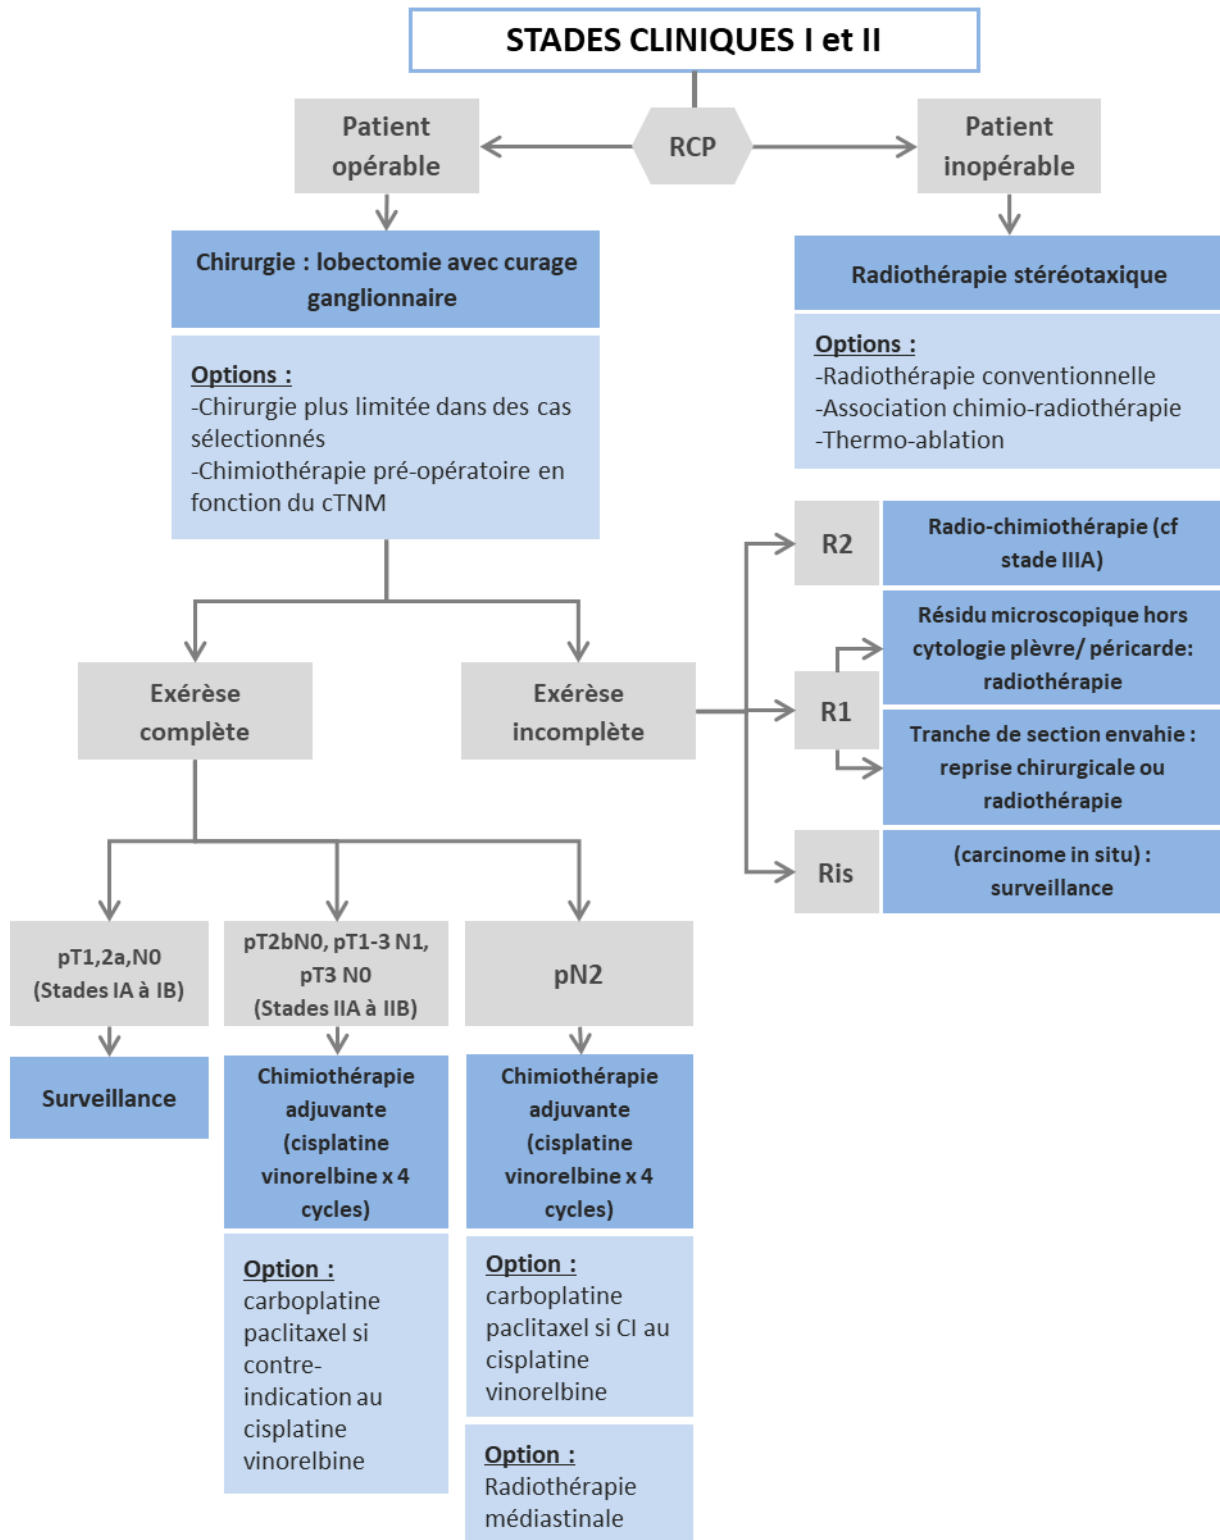 STADES CLINIQUES I et II
Patient
opérable
RCP
Patient
inopérable
Chirurgie : lobectomie avec curage
ganglionnaire
Options :
-Chirurgie plus limitée dans des cas
sélectionnés
-Chimiothérapie pré-opératoire en
fonction du cTNM
Radiothérapie stéréotaxique
Options :
-Radiothérapie conventionnelle
-Association chimio-radiothérapie
-Thermo-ablation
Exérèse
complète
Exérèse
incomplète
R2
Radio-chimiothérapie (cf
stade IIIA)
R1
Résidu microscopique hors
cytologie plèvre/ péricarde:
radiothérapie
Tranche de section envahie :
reprise chirurgicale ou
radiothérapie
Ris
(carcinome in situ) :
surveillance
pT1,2a,N0
(Stades IA à IB)
Surveillance
pT2bN0, pT1-3 N1,
pT3 N0
(Stades IIA à IIB)
Chimiothérapie
adjuvante
(cisplatine
vinorelbine x 4
cycles)
Option :
carboplatine
paclitaxel si
contre-
indication au
cisplatine
vinorelbine
pN2
Chimiothérapie
adjuvante
(cisplatine
vinorelbine x 4
cycles)
Option :
carboplatine
paclitaxel si CI au
cisplatine
vinorelbine
Option :
Radiothérapie
médiastinale